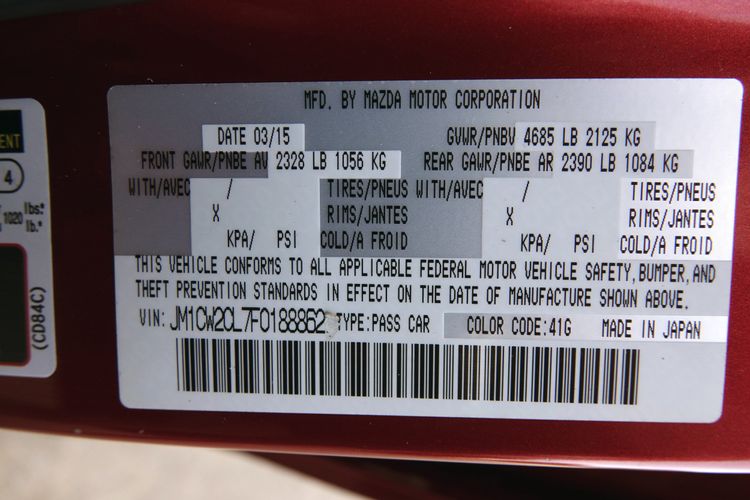 MFD. BY MAZDA MOTOR CORPORATION
DATE 03/15 GVWR/PNBV 4685 LB 2125 KG
FRONT GAWR/PNBE AV 2328 LB 1056 KG REAR GAWR/PNBE AR 2390 LB 1084 KG
WITH/AVEC / TIRES/PNEUS WITH/AVEC / TIRES/PNEUS
X RIMS/JANTES X RIMS/JANTES
KPA/ PSI COLD/A FROID KPA/ PSI COLD/A FROID
THIS VEHICLE CONFORMS TO ALL APPLICABLE FEDERAL MOTOR VEHICLE SAFETY,BUMPER,AND
THEFT PREVENTION STANDARDS IN EFFECT ON THE DATE OF MANUFACTURE SHOWN ABOVE.
VIN: JM1CW2CL7F0188862 TYPE:PASS CAR COLOR CODE:41G MADE IN JAPAN
4
1020 lbs.
lb.
(CD84C)